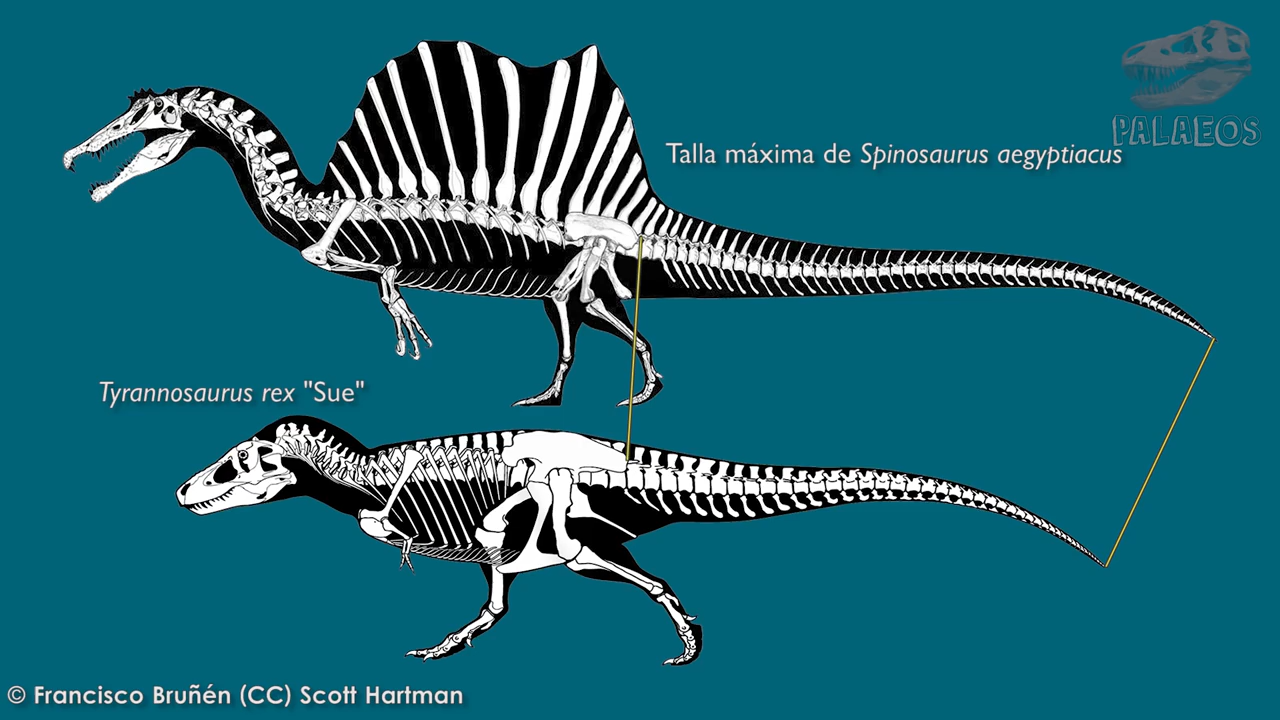 PALAEOS
Talla máxima de Spinosaurus aegyptiacus
Tyrannosaurus rex "Sue"
© Francisco Bruñén (CC) Scott Hartman